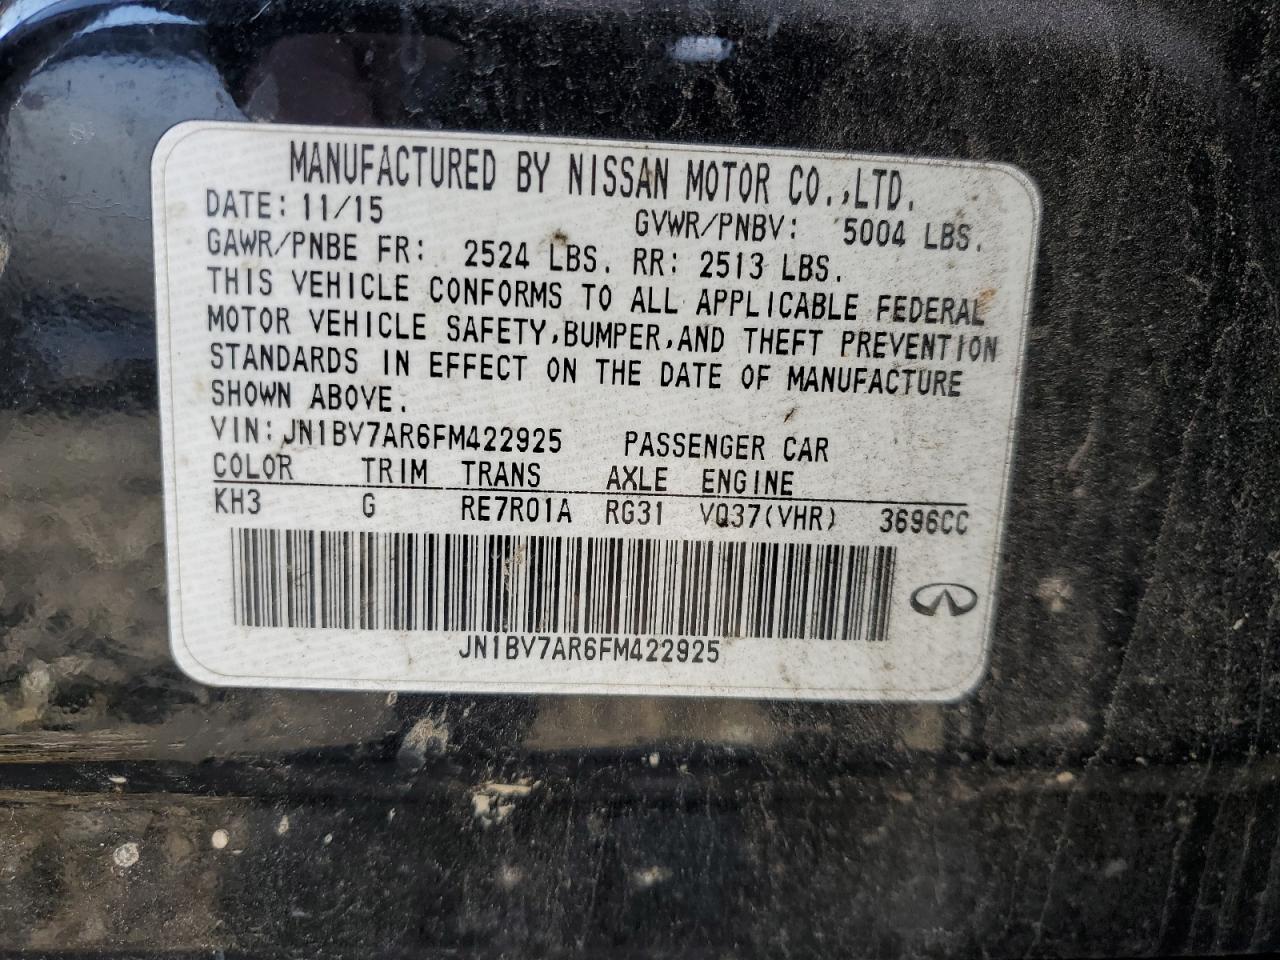 MANUFACTURED BY NISSAN MOTOR CO.,LTD.
DATE: 11/15 GVWR/PNBV: 5004 LBS.
GAWR/PNBE FR: 2524 LBS. RR: 2513 LBS.
THIS VEHICLE CONFORMS TO ALL APPLICABLE FEDERAL
MOTOR VEHICLE SAFETY,BUMPER,AND THEFT PREVENTION
STANDARDS IN EFFECT ON THE DATE OF MANUFACTURE
SHOWN ABOVE.
VIN: JN1BV7AR6FM422925 PASSENGER CAR
COLOR TRIM TRANS AXLE ENGINE
KH3 G RE7R01A RG31 VQ37(VHR) 3696CC
JN1BV7AR6FM422925